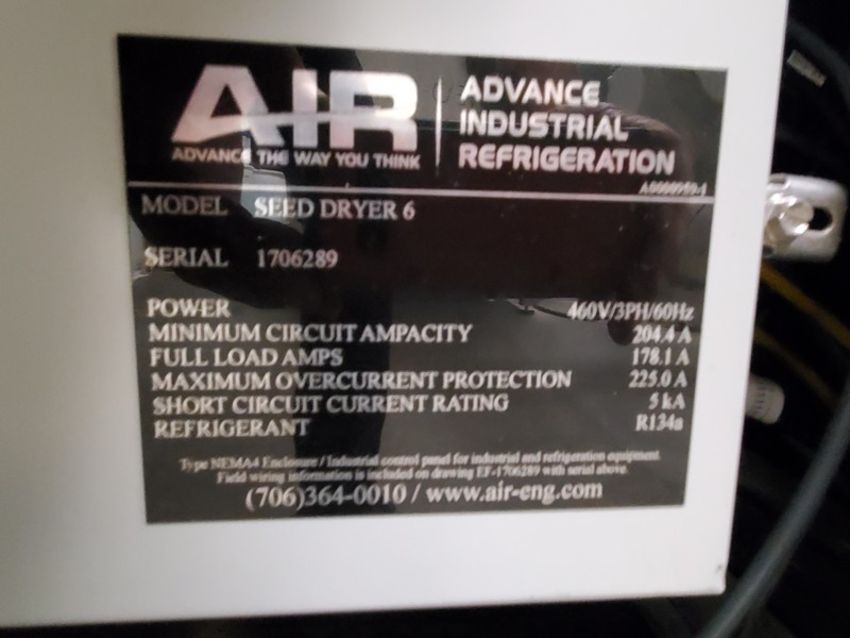 AIR
ADVANCE THE WAY YOU THINK
ADVANCE
INDUSTRIAL
REFRIGERATION
MODEL SEED DRYER 6
SERIAL 1706289
POWER 460V/3PH/60Hz
MINIMUM CIRCUIT AMPACITY 204.4 A
FULL LOAD AMPS 178.1 A
MAXIMUM OVERCURRENT PROTECTION 225.0 A
SHORT CIRCUIT CURRENT RATING 5 kA
REFRIGERANT R134a
Type NEMA4 Enclosure / Industrial control panel for industrial and refrigeration equipment.
Field wiring information is included on drawing EF-1706289 with serial above.
(706)364-0010 / www.air-eng.com